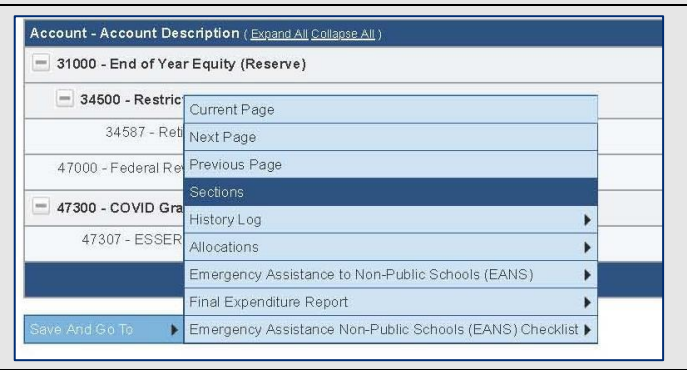 Account - Account Description ( Expand All Collapse All )
31000 - End of Year Equity (Reserve)
34500 - Restric
34587 - Reti
47000 - Federal Re
47300 - COVID Gra
47307 - ESSER
Current Page
Next Page
Previous Page
Sections
History Log
Allocations
Emergency Assistance to Non-Public Schools (EANS)
Final Expenditure Report
Emergency Assistance Non-Public Schools (EANS) Checklist
Save And Go To